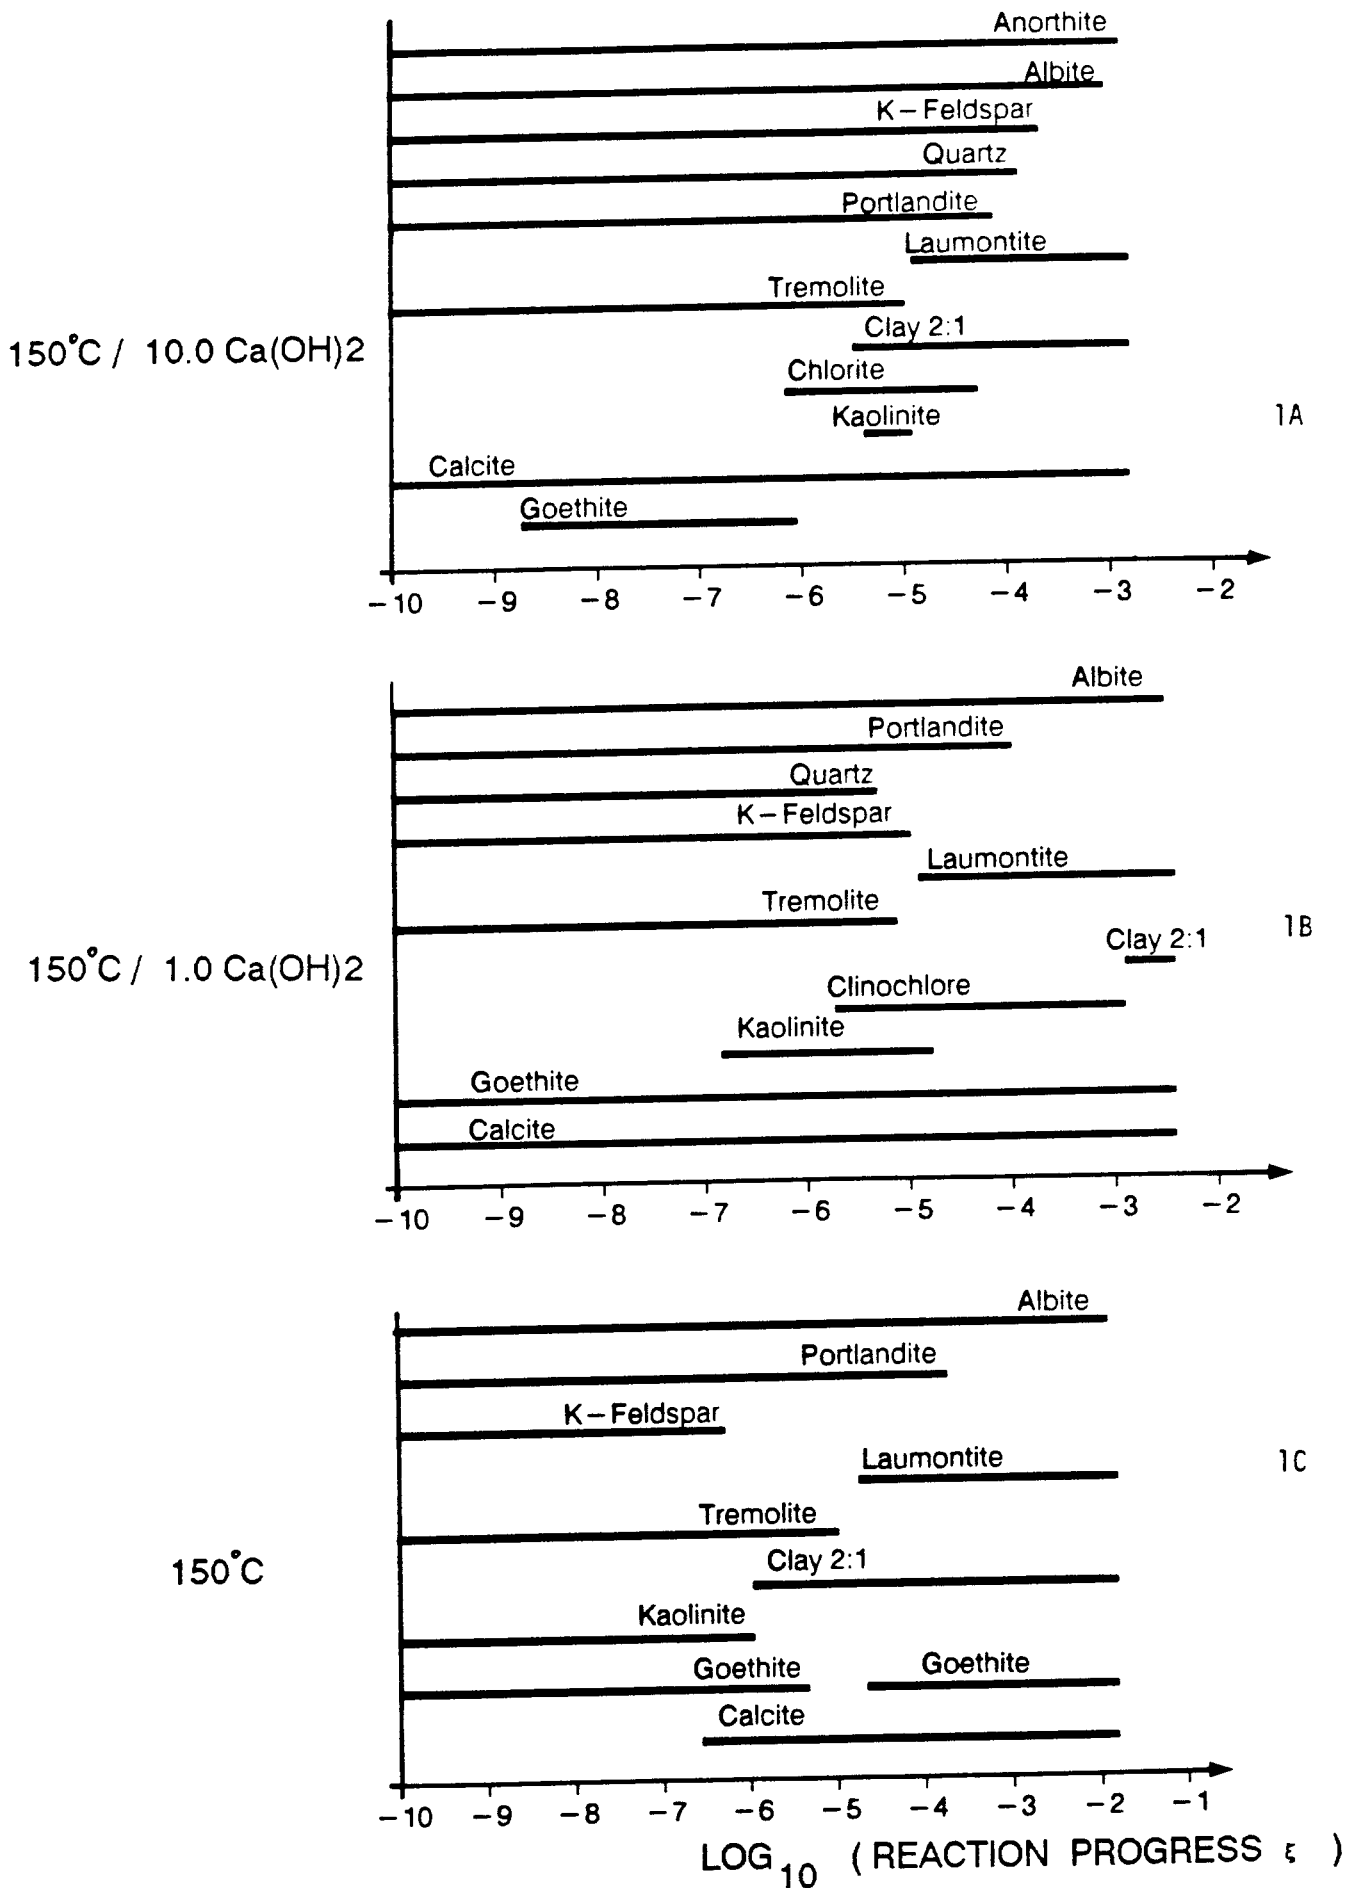 Anorthite
Albite
K–Feldspar
Quartz
Portlandite
Laumontite
Tremolite
Clay 2:1
Chlorite
Kaolinite
Calcite
Goethite
150°C / 10.0 Ca(OH)2
1A
−10 −9 −8 −7 −6 −5 −4 −3 −2
Albite
Portlandite
Quartz
K–Feldspar
Laumontite
Tremolite
Clay 2:1
Clinochlore
Kaolinite
Goethite
Calcite
150°C / 1.0 Ca(OH)2
1B
−10 −9 −8 −7 −6 −5 −4 −3 −2
Albite
Portlandite
K–Feldspar
Laumontite
Tremolite
Clay 2:1
Kaolinite
Goethite Goethite
Calcite
150°C
1C
−10 −9 −8 −7 −6 −5 −4 −3 −2 −1
LOG10 (REACTION PROGRESS ξ )